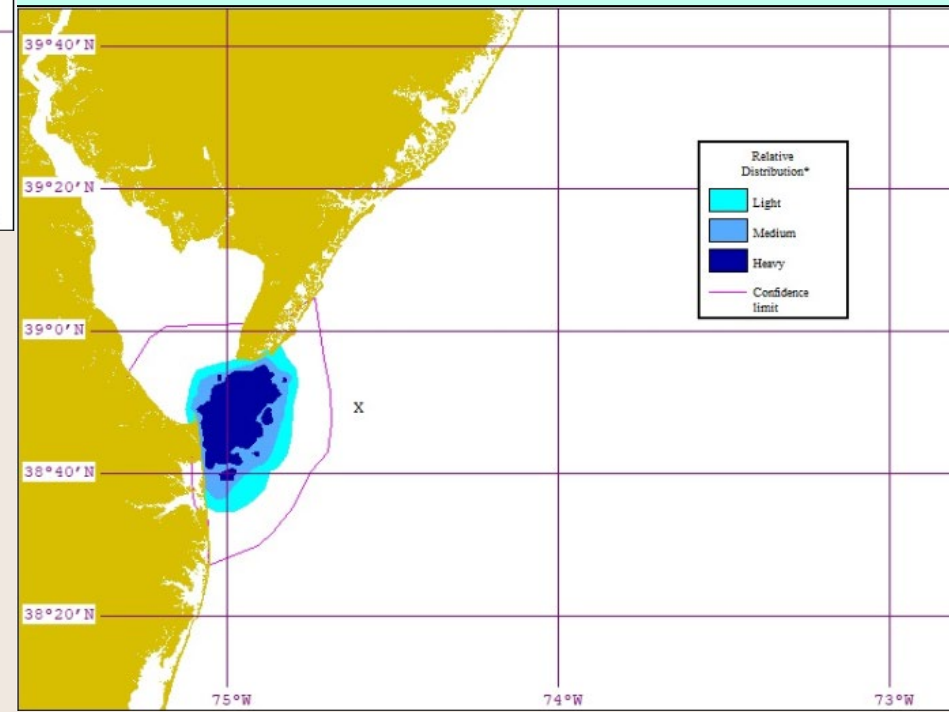 39°40'N
39°20'N
Relative
Distribution*
Light
Medium
Heavy
Confidence
limit
39°0'N
X
38°40'N
38°20'N
75°W
74°W
73°W